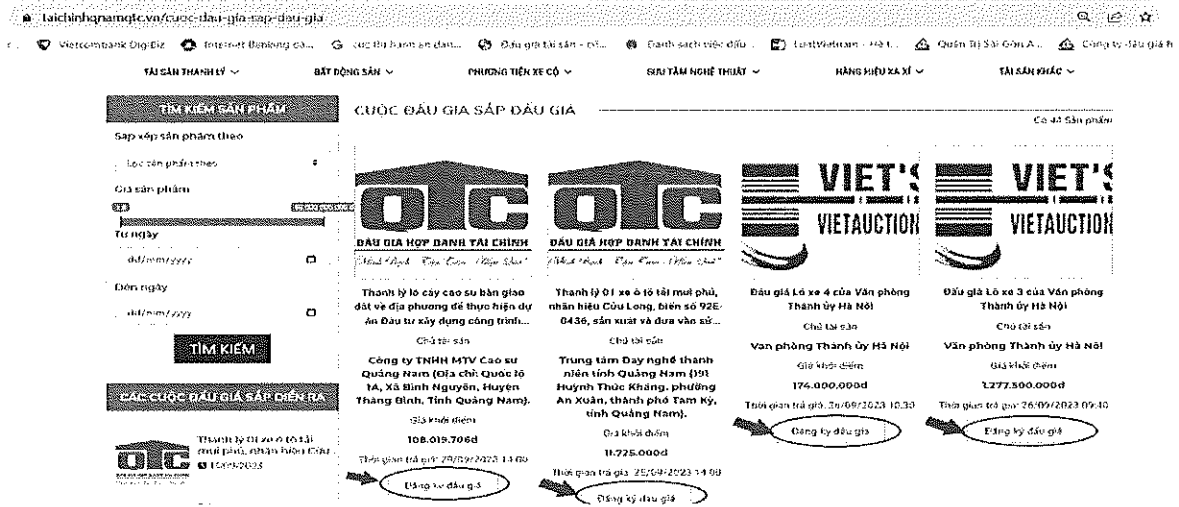 taichinhqnamqtc.vn/cuoc-dau-gia-sap-dau-gia
Vietcombank DigiBiz
Internet Banking
Đấu giá tài sản
Quản Trị Sài Gòn A...
Công ty đấu giá h
TÀI SẢN THANH LÝ
BẤT ĐỘNG SẢN
PHƯƠNG TIỆN XE CỘ
SƯU TẦM NGHỆ THUẬT
HÀNG HIỆU XA XỈ
TÀI SẢN KHÁC
TÌM KIẾM SẢN PHẨM
Sắp xếp sản phẩm theo
Giá sản phẩm
Từ ngày
dd/mm/yyyy
Đến ngày
dd/mm/yyyy
TÌM KIẾM
CÁC CUỘC ĐẤU GIÁ SẮP DIỄN RA
QTC
Thanh lý 01 xe ô tô tải
mui phủ, nhãn hiệu Cửu
CUỘC ĐẤU GIÁ SẮP ĐẤU GIÁ
Có 44 Sản phẩm
QTC
ĐẤU GIÁ HỢP DANH TÀI CHÍNH
Thanh lý lô cây cao su bàn giao
đất về địa phương để thực hiện dự
án Đầu tư xây dựng công trình...
Chủ tài sản
Công ty TNHH MTV Cao su
Quảng Nam (Địa chỉ: Quốc lộ
1A, Xã Bình Nguyên, Huyện
Thăng Bình, Tỉnh Quảng Nam).
Giá khởi điểm
108.019.706đ
Thời gian trả giá: 29/09/2023 14:00
Đăng ký đấu giá
QTC
ĐẤU GIÁ HỢP DANH TÀI CHÍNH
Thanh lý 01 xe ô tô tải mui phủ,
nhãn hiệu Cửu Long, biển số 92E-
0436, sản xuất và đưa vào sử...
Chủ tài sản
Trung tâm Dạy nghề thanh
niên tỉnh Quảng Nam (191
Huỳnh Thúc Kháng, phường
An Xuân, thành phố Tam Kỳ,
tỉnh Quảng Nam).
Giá khởi điểm
11.725.000đ
Đăng ký đấu giá
VIET'S
VIETAUCTION
Đấu giá Lô xe 4 của Văn phòng
Thành ủy Hà Nội
Chủ tài sản
Văn phòng Thành ủy Hà Nội
Giá khởi điểm
174.000.000đ
Thời gian trả giá: 26/09/2023 10:30
Đăng ký đấu giá
VIET'S
VIETAUCTION
Đấu giá Lô xe 3 của Văn phòng
Thành ủy Hà Nội
Chủ tài sản
Văn phòng Thành ủy Hà Nội
Giá khởi điểm
1.277.500.000đ
Thời gian trả giá: 26/09/2023 09:40
Đăng ký đấu giá